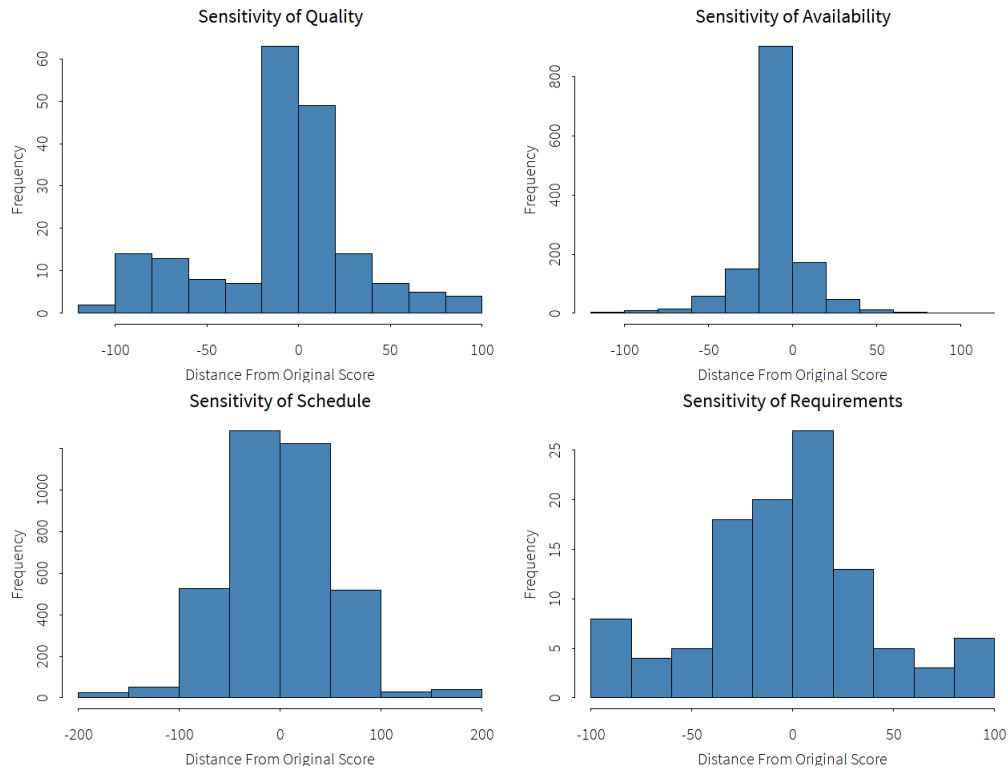 Sensitivity of Quality
Frequency
0 10 20 30 40 50 60
-100 -50 0 50 100
Distance From Original Score
Sensitivity of Availability
Frequency
0 200 400 600 800
-100 -50 0 50 100
Distance From Original Score
Sensitivity of Schedule
Frequency
0 200 400 600 800 1000
-200 -100 0 100 200
Distance From Original Score
Sensitivity of Requirements
Frequency
0 5 10 15 20 25
-100 -50 0 50 100
Distance From Original Score